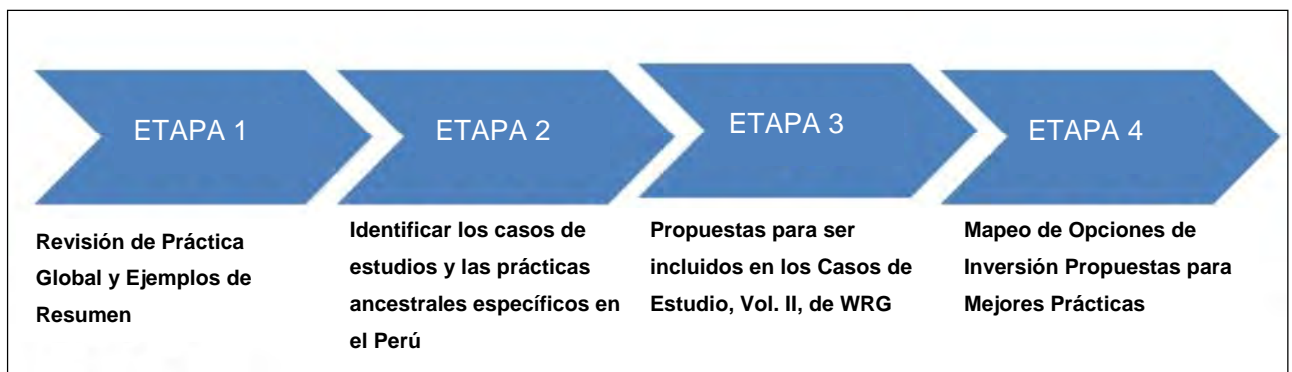 ETAPA 1
Revisión de Práctica
Global y Ejemplos de
Resumen
ETAPA 2
Identificar los casos de
estudios y las prácticas
ancestrales específicos en
el Perú
ETAPA 3
Propuestas para ser
incluidos en los Casos de
Estudio, Vol. II, de WRG
ETAPA 4
Mapeo de Opciones de
Inversión Propuestas para
Mejores Prácticas